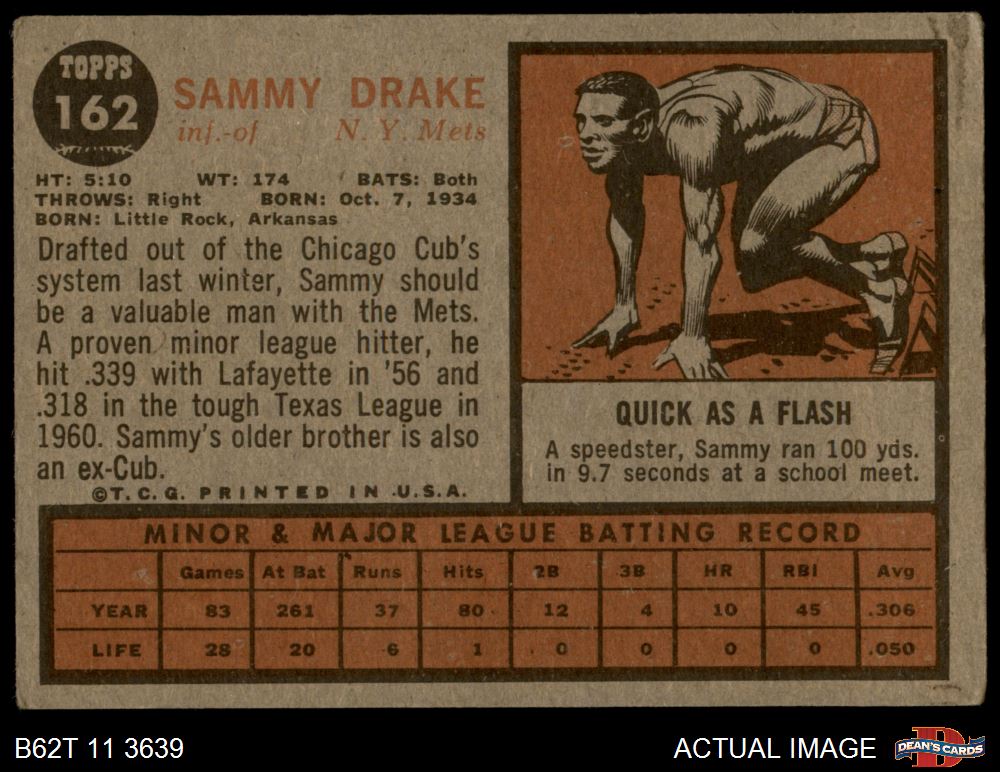 TOPPS
162
SAMMY DRAKE
inf.-of N. Y. Mets
HT: 5:10 WT: 174 BATS: Both
THROWS: Right BORN: Oct. 7, 1934
BORN: Little Rock, Arkansas
Drafted out of the Chicago Cub's
system last winter, Sammy should
be a valuable man with the Mets.
A proven minor league hitter, he
hit .339 with Lafayette in '56 and
.318 in the tough Texas League in
1960. Sammy's older brother is also
an ex-Cub.
©T.C.G. PRINTED IN U.S.A.
QUICK AS A FLASH
A speedster, Sammy ran 100 yds.
in 9.7 seconds at a school meet.
MINOR & MAJOR LEAGUE BATTING RECORD
Games At Bat Runs Hits 2B 3B HR RBI Avg
YEAR 83 261 37 80 12 4 10 45 .306
LIFE 28 20 6 1 0 0 0 0 .050
B62T 11 3639 ACTUAL IMAGE
D
DEAN'S CARDS